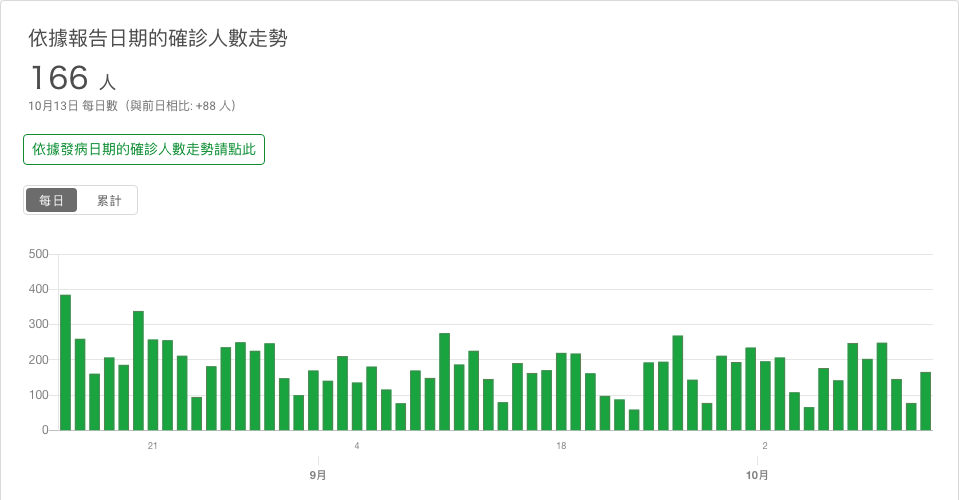 依據報告日期的確診人數走勢
166 人
10月13日 每日數（與前日相比: +88 人）
依據發病日期的確診人數走勢請點此
每日 累計
500
400
300
200
100
0
21 4 18 2
9月 10月